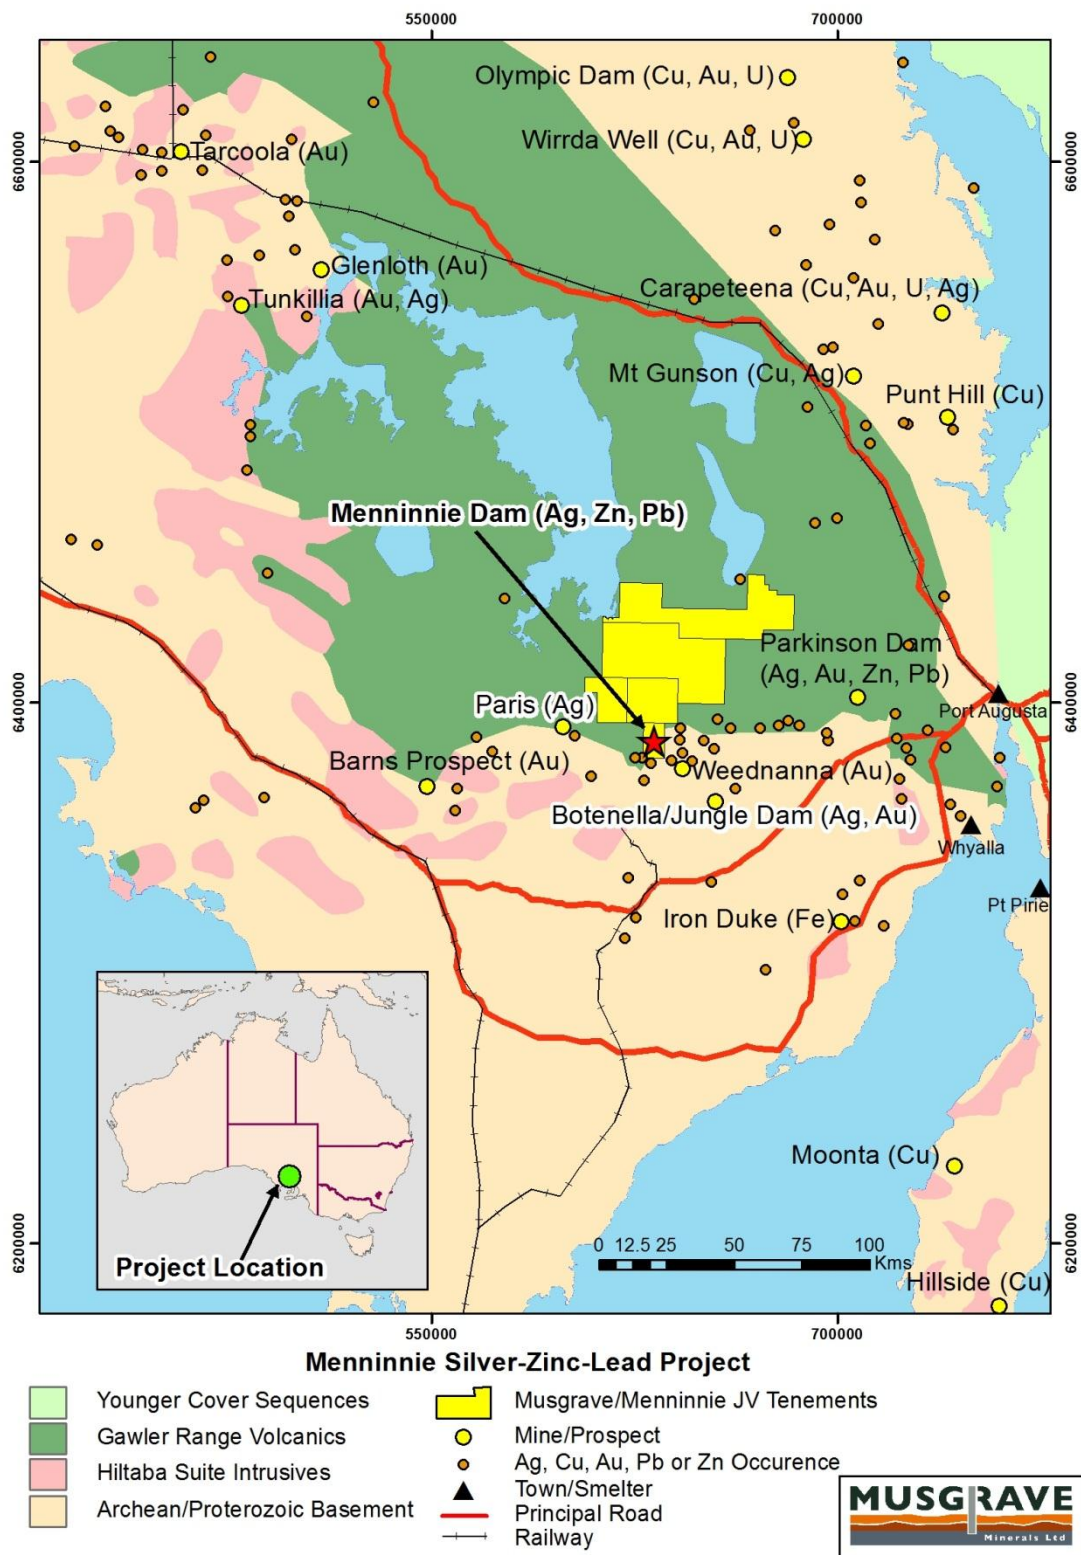 550000
700000
Olympic Dam (Cu, Au, U)
Wirrda Well (Cu, Au, U)
6600000
6600000
Tarcoola (Au)
Glenloth (Au)
Tunkillia (Au, Ag)
Carapeteena (Cu, Au, U, Ag)
Mt Gunson (Cu, Ag)
Punt Hill (Cu)
Menninnie Dam (Ag, Zn, Pb)
Parkinson Dam
(Ag, Au, Zn, Pb)
6400000
6400000
Port Augusta
Paris (Ag)
Barns Prospect (Au)
Weednanna (Au)
Botenella/Jungle Dam (Ag, Au)
Whyalla
Pt Pirie
Iron Duke (Fe)
Moonta (Cu)
6200000
6200000
Project Location
0 12.5 25 50 75 100
Kms
Hillside (Cu)
550000
700000
Menninnie Silver-Zinc-Lead Project
Younger Cover Sequences
Gawler Range Volcanics
Hiltaba Suite Intrusives
Archean/Proterozoic Basement
Musgrave/Menninnie JV Tenements
Mine/Prospect
Ag, Cu, Au, Pb or Zn Occurence
Town/Smelter
Principal Road
Railway
MUSGRAVE
Minerals Ltd